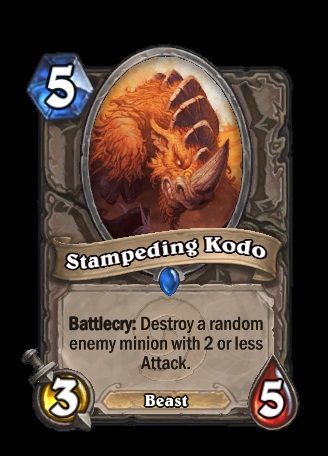 5
Stampeding Kodo
Battlecry: Destroy a random
enemy minion with 2 or less
Attack.
3
Beast
5